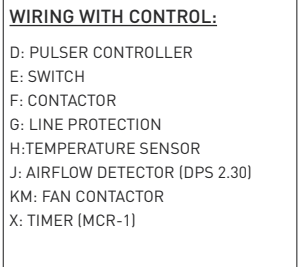 WIRING WITH CONTROL:
D: PULSER CONTROLLER
E: SWITCH
F: CONTACTOR
G: LINE PROTECTION
H:TEMPERATURE SENSOR
J: AIRFLOW DETECTOR (DPS 2.30)
KM: FAN CONTACTOR
X: TIMER (MCR-1)